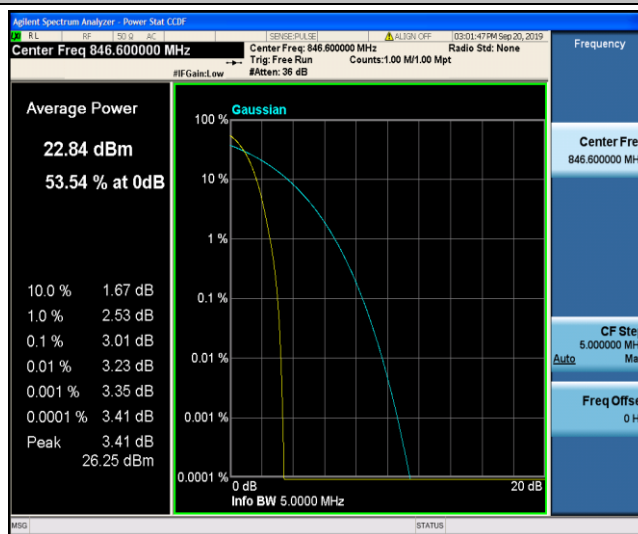 Agilent Spectrum Analyzer - Power Stat CCDF
RL RF 50 Ω AC SENSE:PULSE ALIGN OFF 03:01:47 PM Sep 20, 2019
Center Freq 846.600000 MHz
Center Freq: 846.600000 MHz Radio Std: None
Trig: Free Run Counts:1.00 M/1.00 Mpt
#IFGain:Low #Atten: 36 dB
Frequency
Average Power
22.84 dBm
53.54 % at 0dB
10.0 % 1.67 dB
1.0 % 2.53 dB
0.1 % 3.01 dB
0.01 % 3.23 dB
0.001 % 3.35 dB
0.0001 % 3.41 dB
Peak 3.41 dB
26.25 dBm
Gaussian
100 %
10 %
1 %
0.1 %
0.01 %
0.001 %
0.0001 %
0 dB 20 dB
Info BW 5.0000 MHz
Center Fre
846.600000 MH
CF Ste
5.000000 MH
Auto Ma
Freq Offse
0 H
MSG STATUS